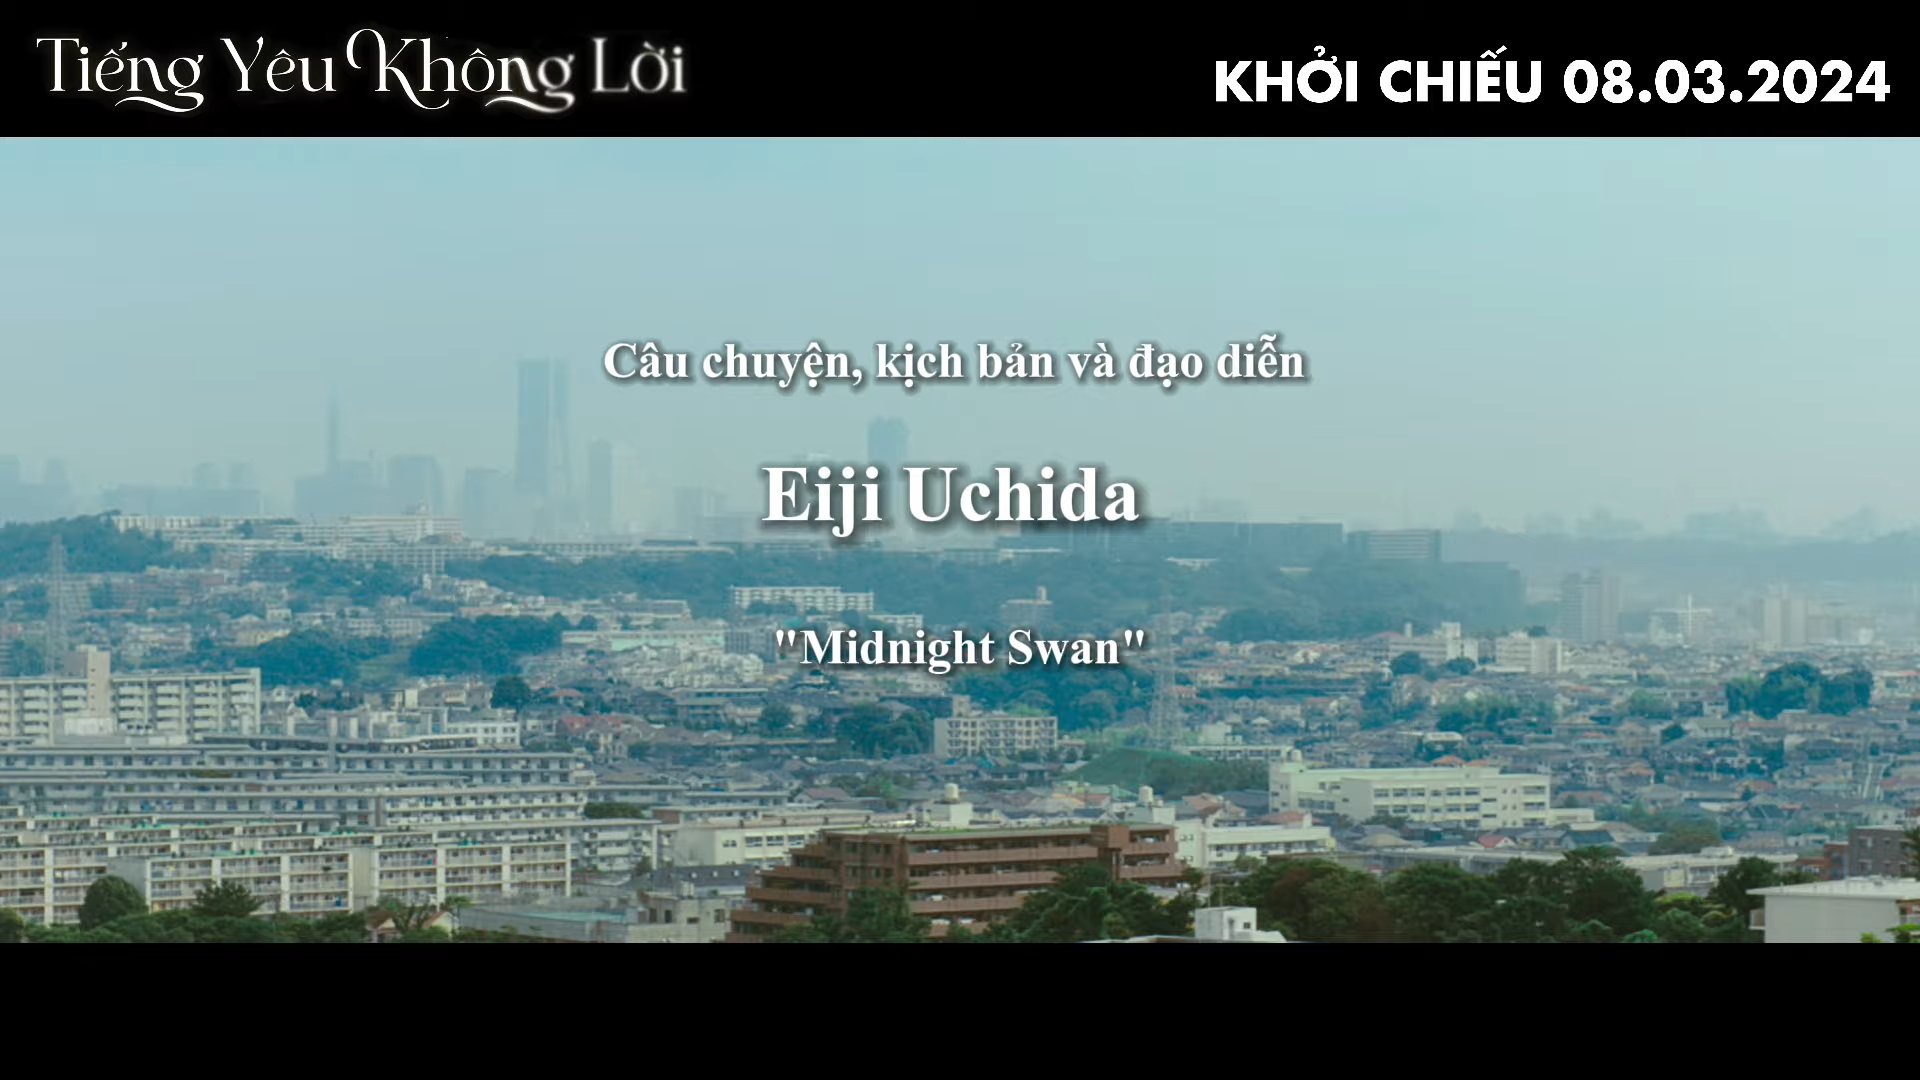 Tiếng Yêu Không Lời
KHỞI CHIẾU 08.03.2024
Câu chuyện, kịch bản và đạo diễn
Eiji Uchida
"Midnight Swan"